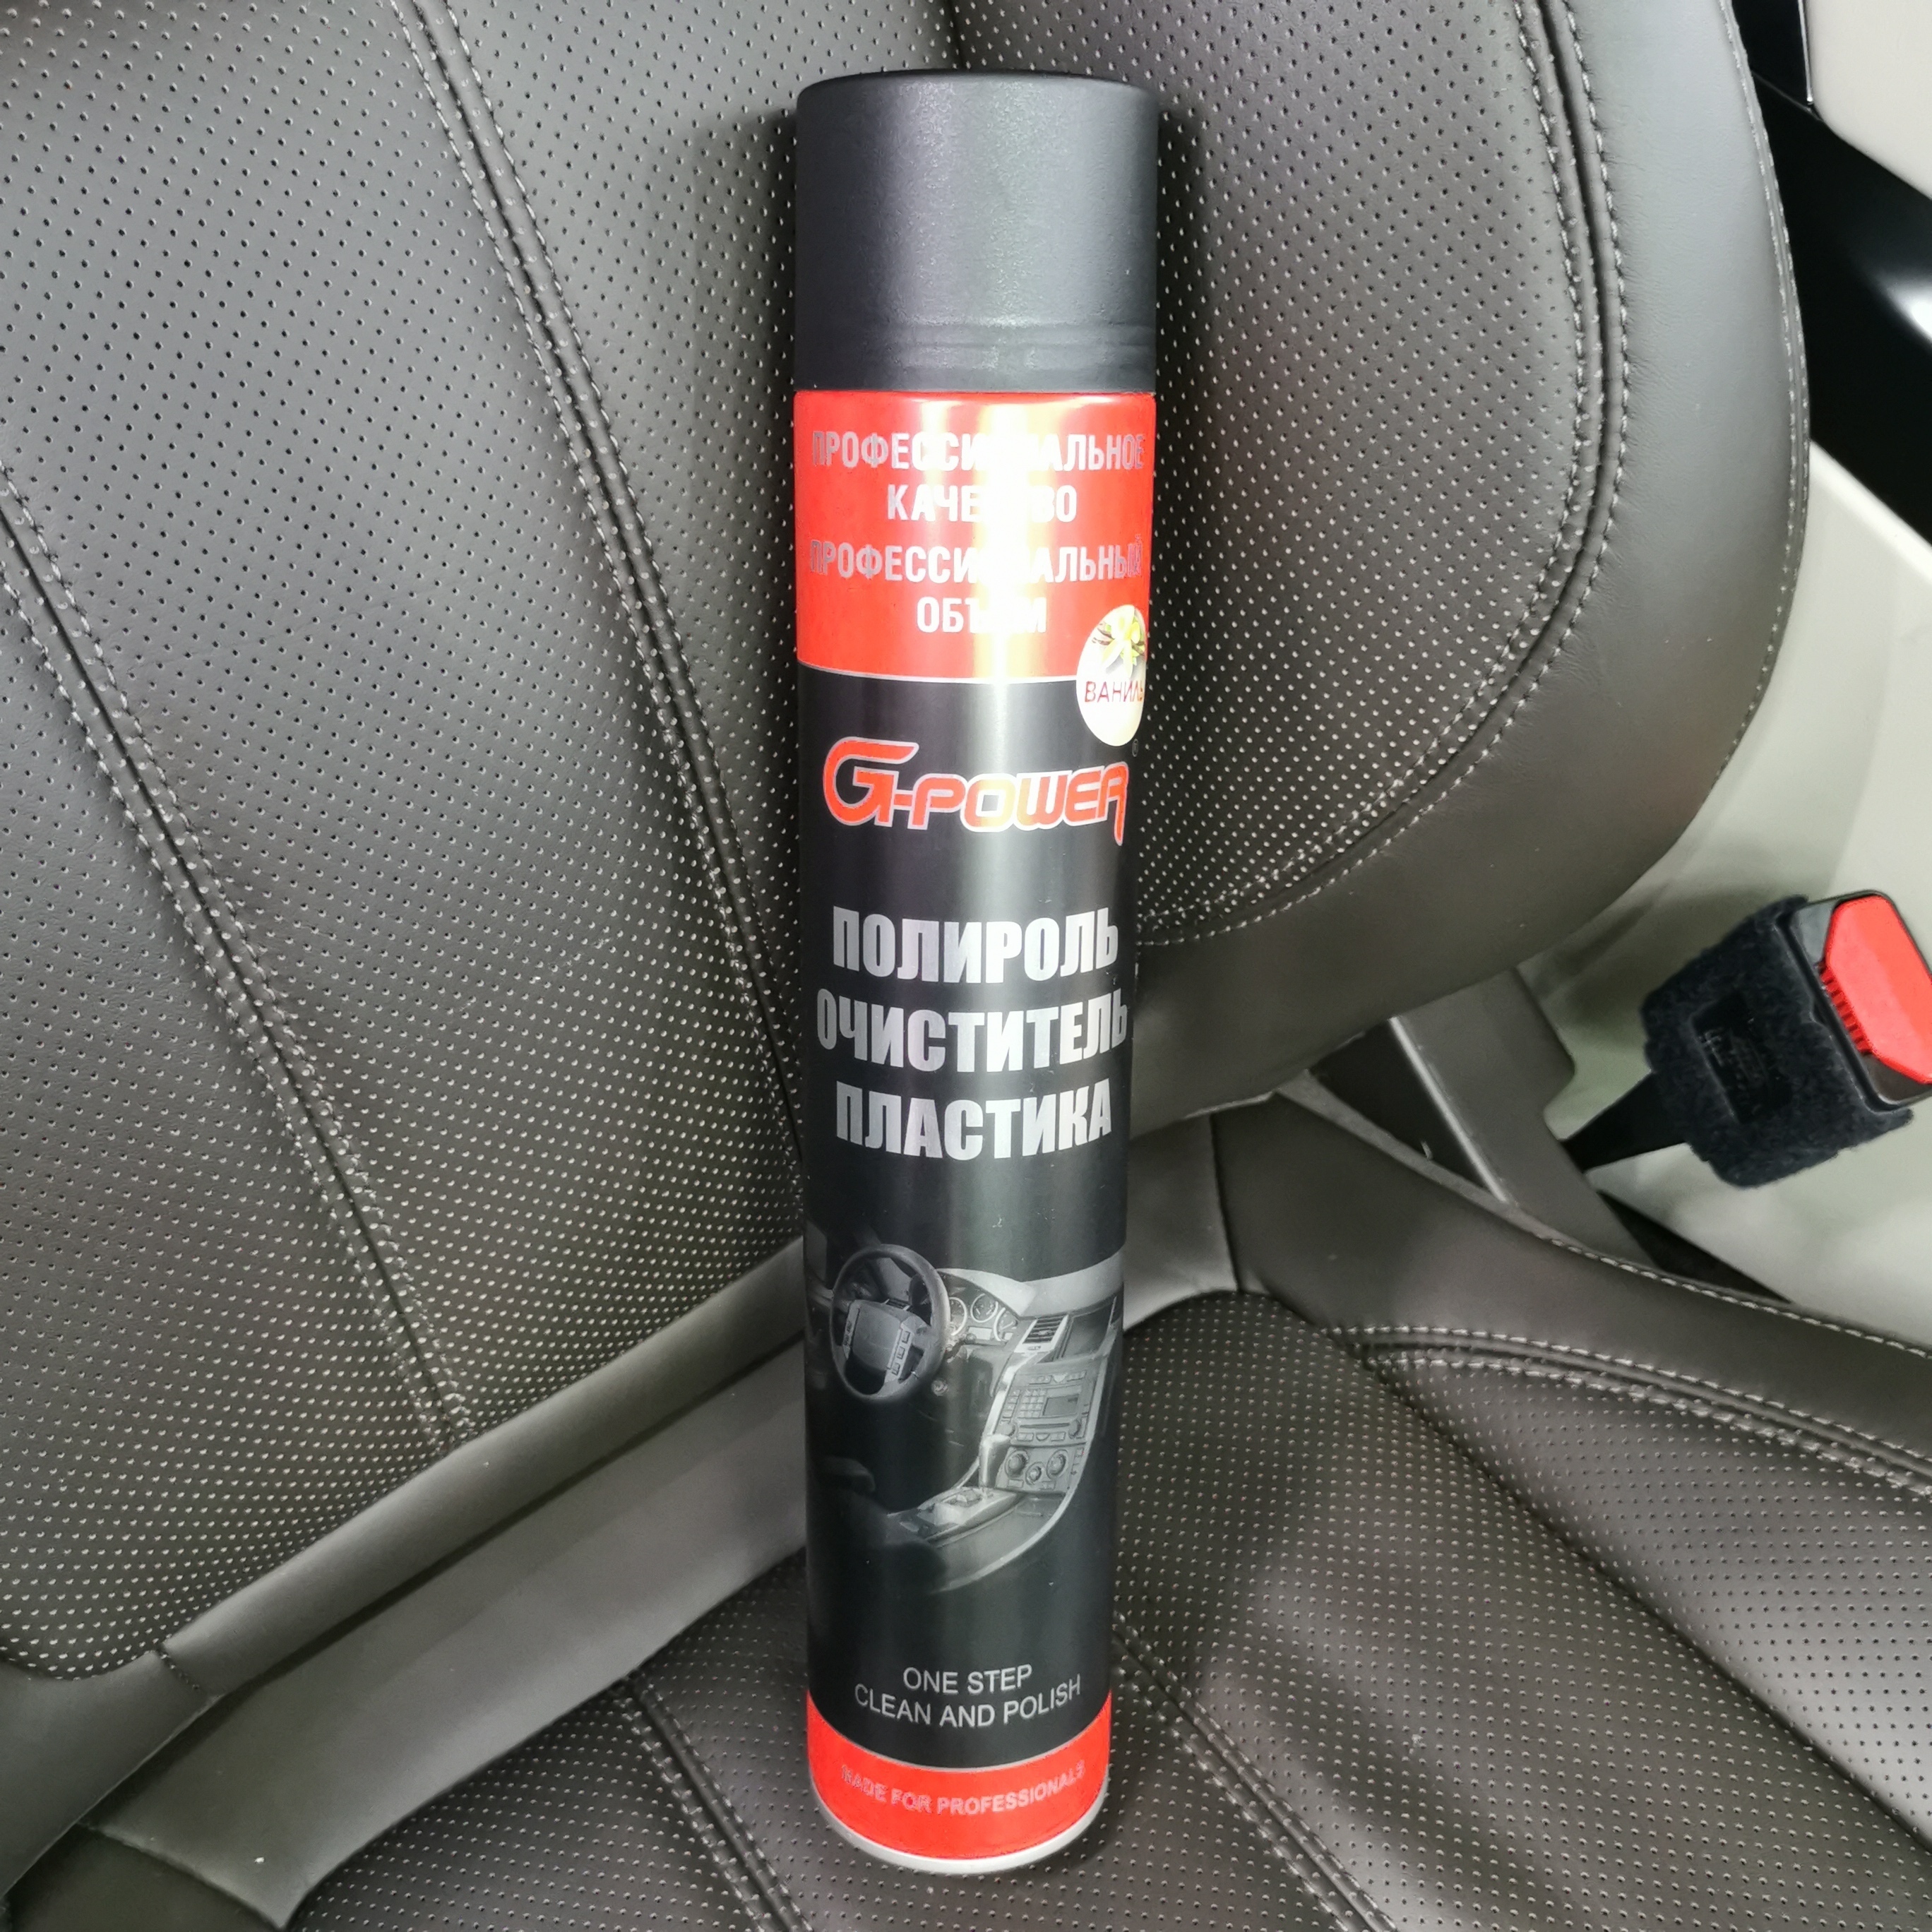 ПРОФЕССИОНАЛЬНОЕ
КАЧЕСТВО
ПРОФЕССИОНАЛЬНЫЙ
ОБЪЕМ
ВАНИЛЬ
G-POWER
ПОЛИРОЛЬ
ОЧИСТИТЕЛЬ
ПЛАСТИКА
ONE STEP
CLEAN AND POLISH
MADE FOR PROFESSIONALS